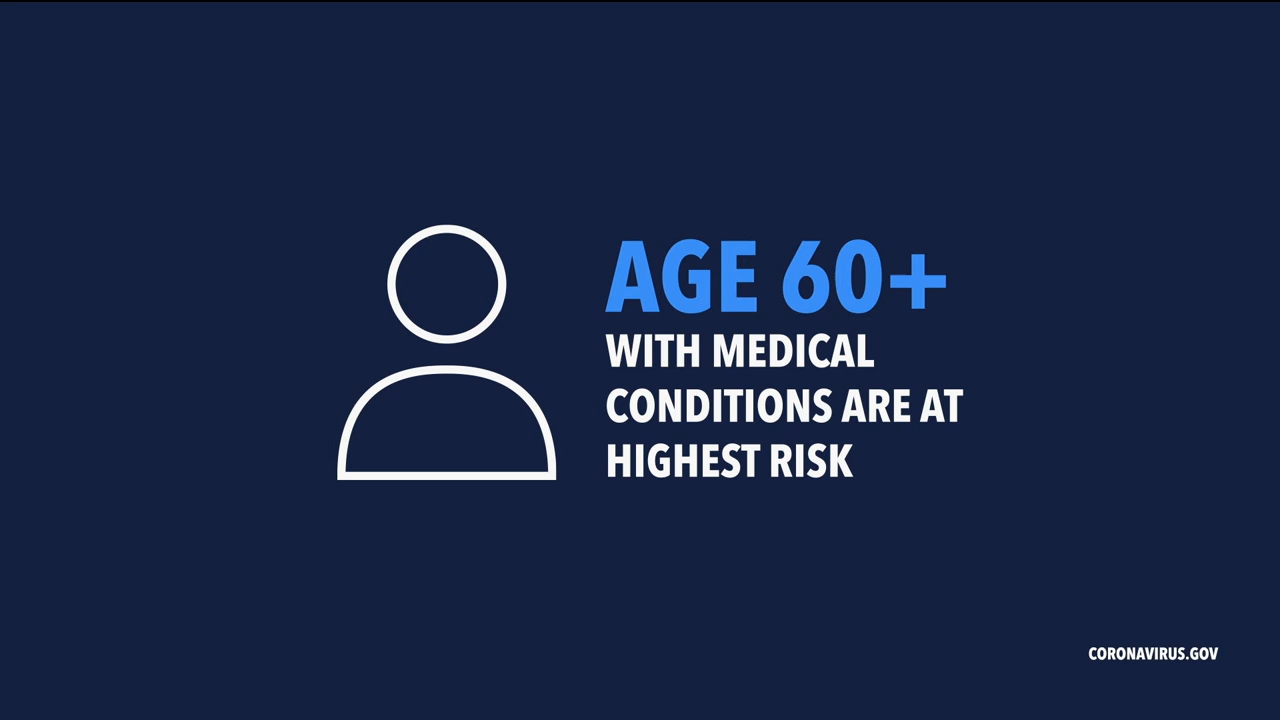 AGE 60+
WITH MEDICAL
CONDITIONS ARE AT
HIGHEST RISK
CORONAVIRUS.GOV